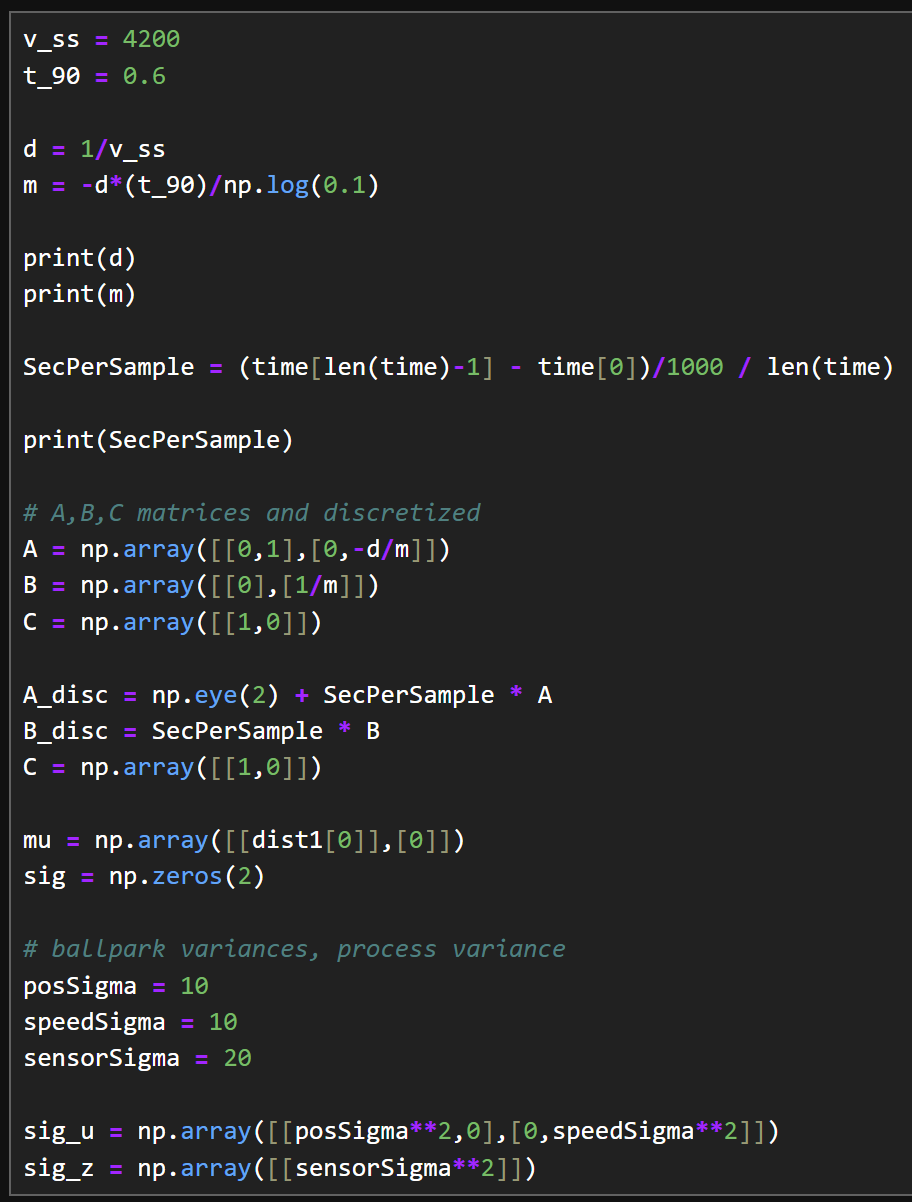 v_ss = 4200
t_90 = 0.6
d = 1/v_ss
m = -d*(t_90)/np.log(0.1)
print(d)
print(m)
SecPerSample = (time[len(time)-1] - time[0])/1000 / len(time)
print(SecPerSample)
# A,B,C matrices and discretized
A = np.array([[0,1],[0,-d/m]])
B = np.array([[0],[1/m]])
C = np.array([[1,0]])
A_disc = np.eye(2) + SecPerSample * A
B_disc = SecPerSample * B
C = np.array([[1,0]])
mu = np.array([[dist1[0]],[0]])
sig = np.zeros(2)
# ballpark variances, process variance
posSigma = 10
speedSigma = 10
sensorSigma = 20
sig_u = np.array([[posSigma**2,0],[0,speedSigma**2]])
sig_z = np.array([[sensorSigma**2]])